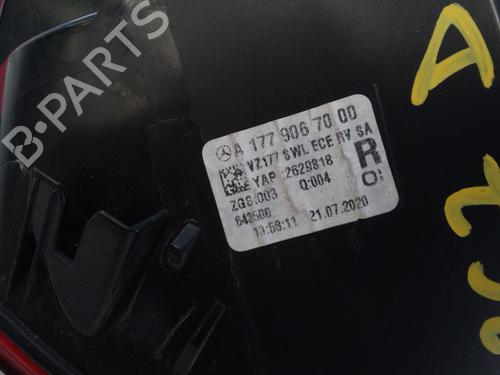 A 177 906 70 00
VZ177 SWL ECE RV SA
YAP 2629818 R
ZGS:003 Q:004
13:59:11 21.07.2020
A
B-PARTS